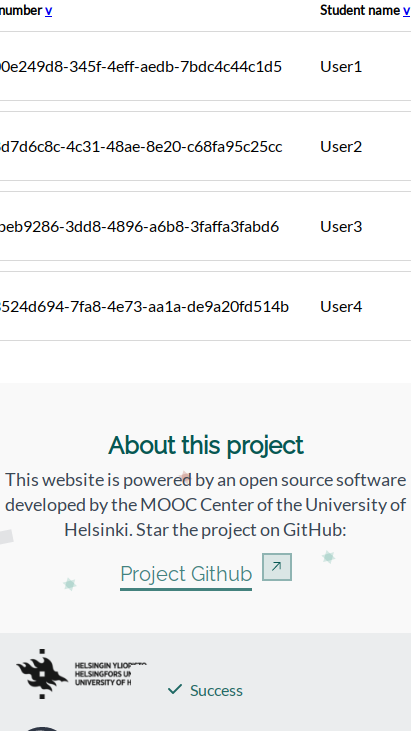 number v Student name v
0e249d8-345f-4eff-aedb-7bdc4c44c1d5 User1
d7d6c8c-4c31-48ae-8e20-c68fa95c25cc User2
beb9286-3dd8-4896-a6b8-3faffa3fabd6 User3
524d694-7fa8-4e73-aa1a-de9a20fd514b User4
About this project
This website is powered by an open source software
developed by the MOOC Center of the University of
Helsinki. Star the project on GitHub:
Project Github
HELSINGIN YLIOP
HELSINGFORS UN
UNIVERSITY OF H
Success